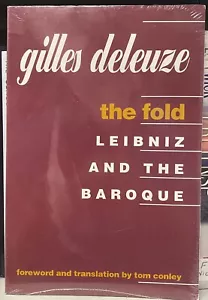 gilles deleuze
the fold
LEIBNIZ
AND THE
BAROQUE
foreword and translation by tom conley